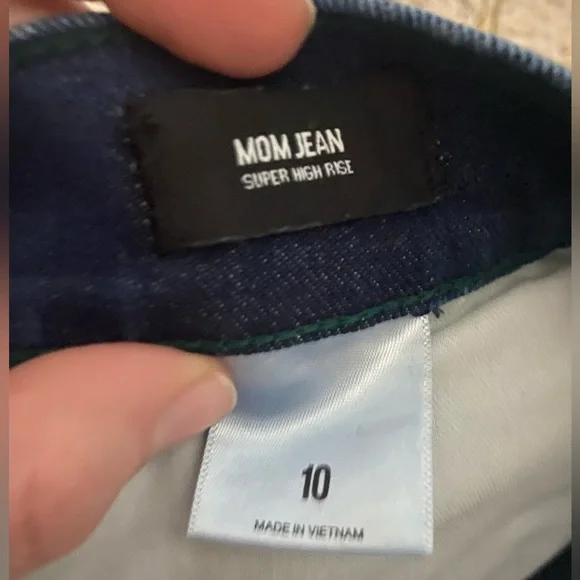 MOM JEAN
SUPER HIGH RISE
10
MADE IN VIETNAM